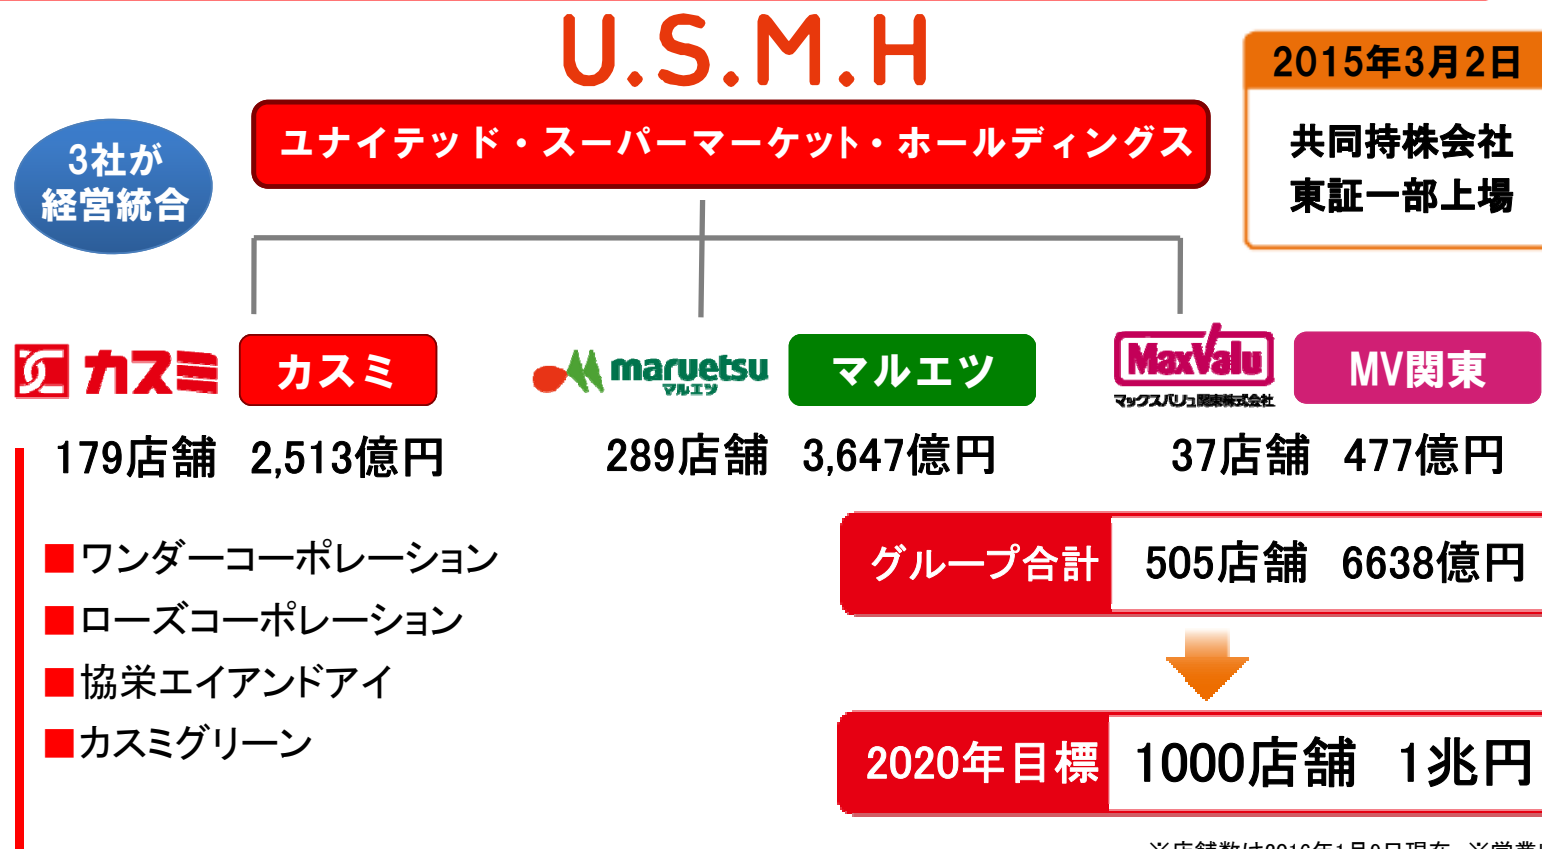 U.S.M.H
2015年3月2日
ユナイテッド・スーパーマーケット・ホールディングス
3社が
経営統合
共同持株会社
東証一部上場
カスミ カスミ
maruetsu
マルエツ
マルエツ
MaxValu
マックスバリュ関東株式会社
MV関東
179店舗 2,513億円
289店舗 3,647億円
37店舗 477億円
■ワンダーコーポレーション
■ローズコーポレーション
■協栄エイアンドアイ
■カスミグリーン
グループ合計 505店舗 6638億円
2020年目標 1000店舗 1兆円